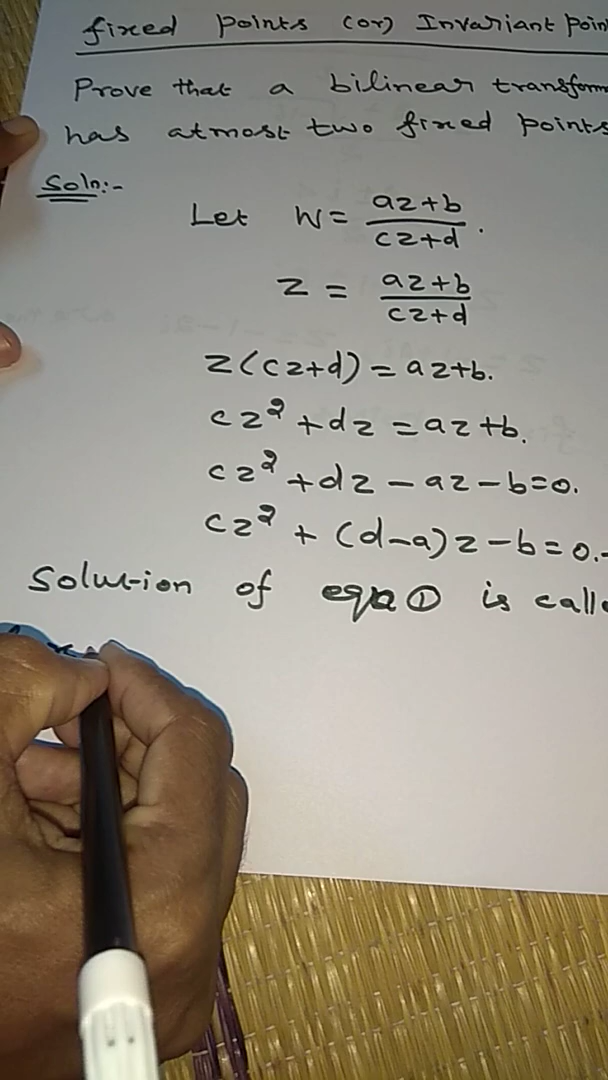 fixed points (or) Invariant Poin
Prove that a bilinear transform
has atmost two fixed points
Soln:-
Let W = az+b / cz+d .
z = az+b / cz+d
z(cz+d) = az+b.
cz² + dz = az+b.
cz² + dz - az - b = 0.
cz² + (d-a)z - b = 0.-
Solution of eqn ① is calle